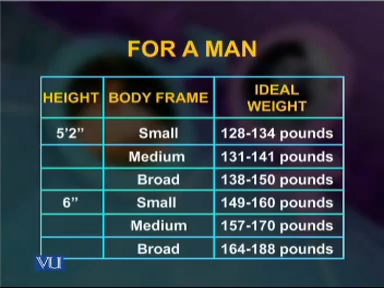 FOR A MAN
HEIGHT BODY FRAME IDEAL WEIGHT
5’2” Small 128-134 pounds
Medium 131-141 pounds
Broad 138-150 pounds
6” Small 149-160 pounds
Medium 157-170 pounds
Broad 164-188 pounds
VU